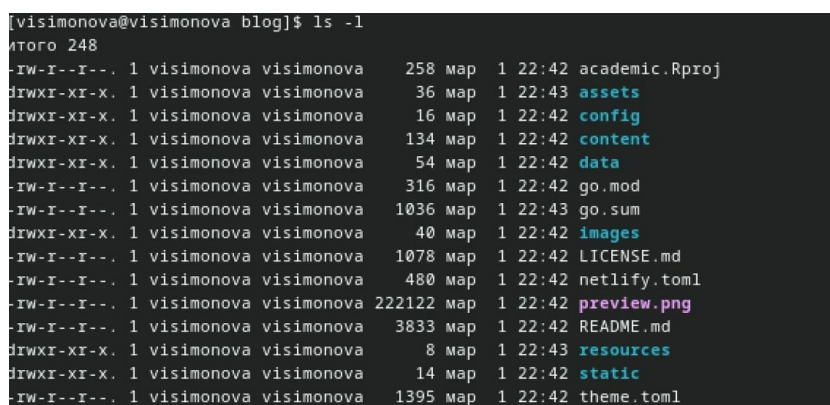 [visimonova@visimonova blog]$ ls -l
итого 248
-rw-r--r--. 1 visimonova visimonova    258 мар  1 22:42 academic.Rproj
drwxr-xr-x. 1 visimonova visimonova     36 мар  1 22:43 assets
drwxr-xr-x. 1 visimonova visimonova     16 мар  1 22:42 config
drwxr-xr-x. 1 visimonova visimonova    134 мар  1 22:42 content
drwxr-xr-x. 1 visimonova visimonova     54 мар  1 22:42 data
-rw-r--r--. 1 visimonova visimonova    316 мар  1 22:42 go.mod
-rw-r--r--. 1 visimonova visimonova   1036 мар  1 22:43 go.sum
drwxr-xr-x. 1 visimonova visimonova     40 мар  1 22:42 images
-rw-r--r--. 1 visimonova visimonova   1078 мар  1 22:42 LICENSE.md
-rw-r--r--. 1 visimonova visimonova    480 мар  1 22:42 netlify.toml
-rw-r--r--. 1 visimonova visimonova 222122 мар  1 22:42 preview.png
-rw-r--r--. 1 visimonova visimonova   3833 мар  1 22:42 README.md
drwxr-xr-x. 1 visimonova visimonova      8 мар  1 22:43 resources
drwxr-xr-x. 1 visimonova visimonova     14 мар  1 22:42 static
-rw-r--r--. 1 visimonova visimonova   1395 мар  1 22:42 theme.toml